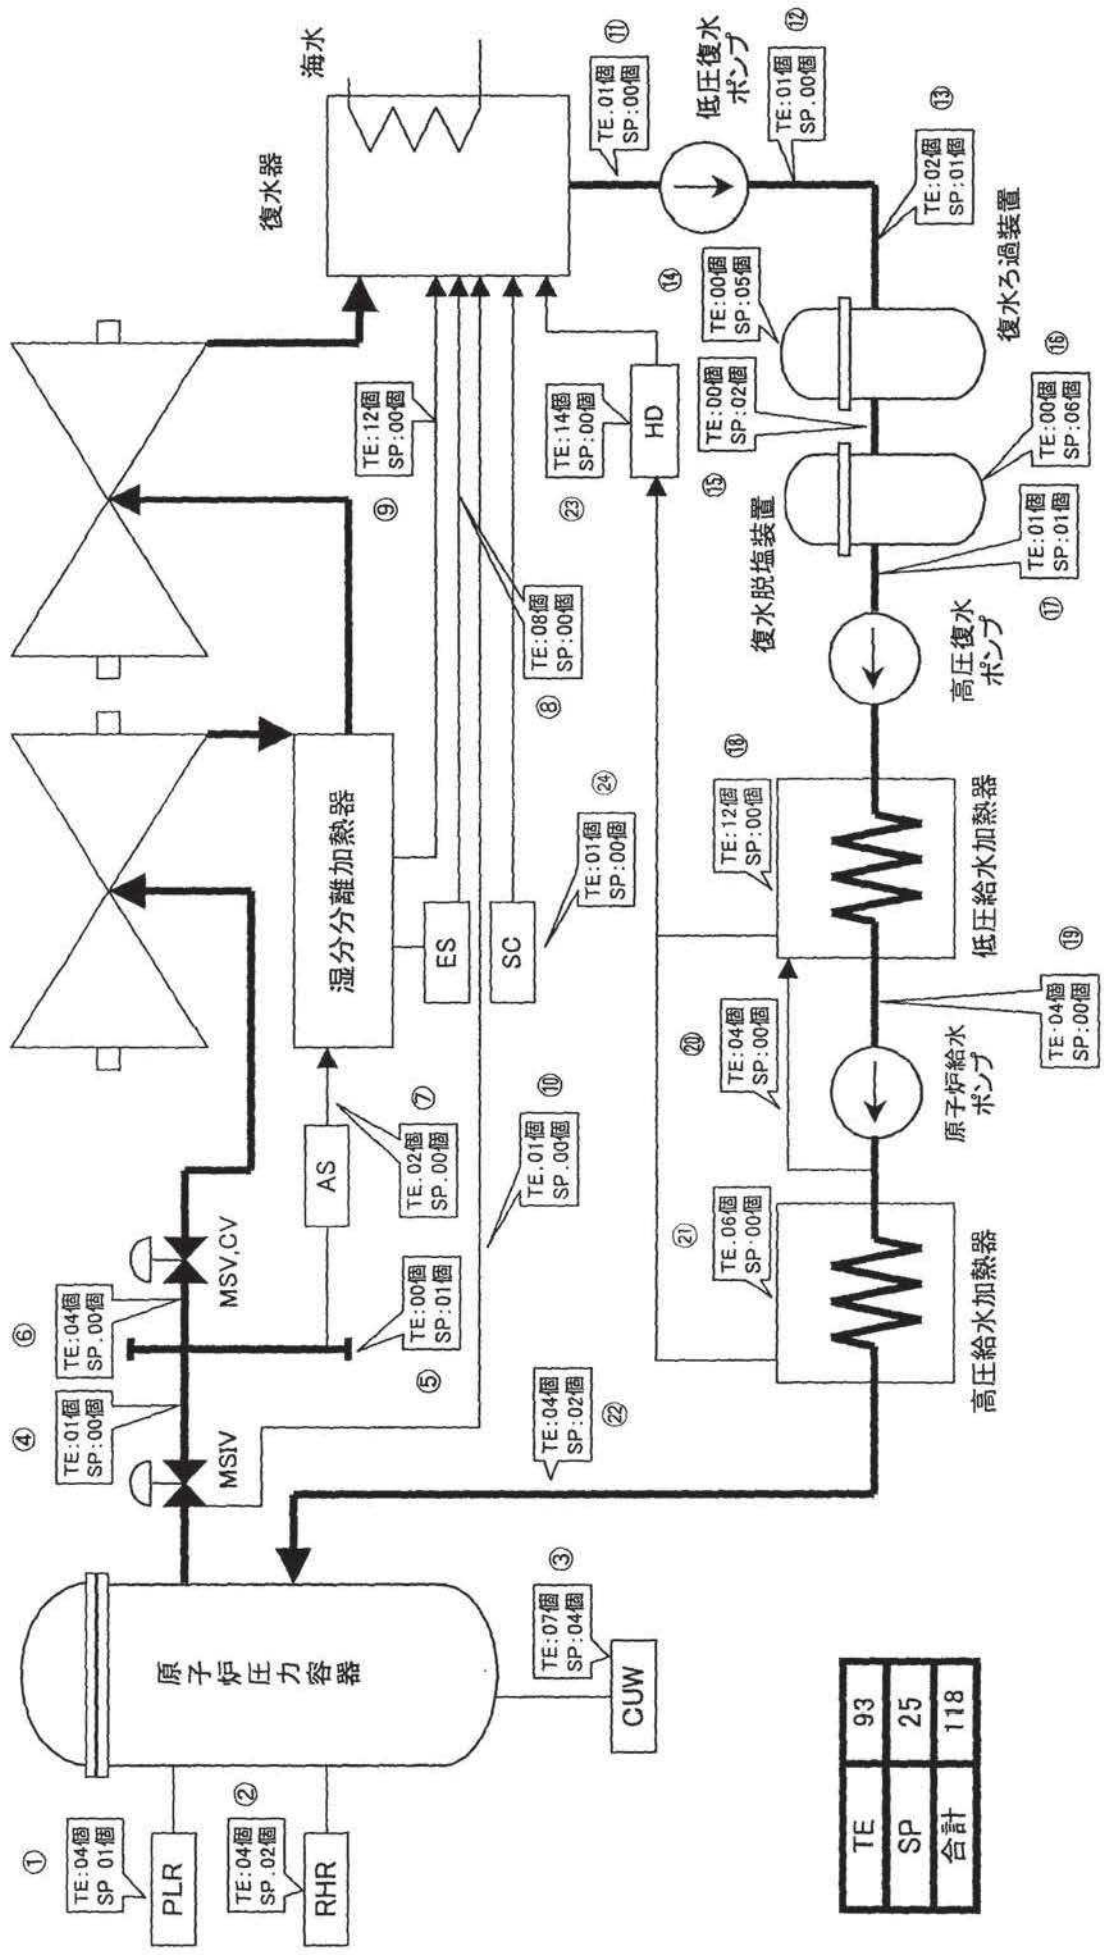 ①
TE:04個
SP 01個
PLR
②
TE:04個
SP.02個
RHR
原子炉圧力容器
③
TE:07個
SP:04個
CUW
④
TE:01個
SP:00個
MSIV
⑤
TE:00個
SP:01個
⑥
TE:04個
SP.00個
MSV,CV
AS
⑦
TE.02個
SP.00個
湿分分離加熱器
ES
SC
⑧
TE:08個
SP:00個
⑨
TE:12個
SP:00個
⑩
TE.01個
SP.00個
㉔
TE:01個
SP:00個
㉓
TE:14個
SP:00個
HD
復水器
海水
⑪
TE.01個
SP:00個
低圧復水
ポンプ
⑫
TE:01個
SP.00個
⑬
TE:02個
SP:01個
⑭
TE:00個
SP:05個
復水ろ過装置
⑮
TE:00個
SP:02個
⑯
TE:00個
SP:06個
復水脱塩装置
⑰
TE:01個
SP:01個
高圧復水
ポンプ
⑱
TE:12個
SP:00個
低圧給水加熱器
⑲
TE·04個
SP:00個
原子炉給水
ポンプ
⑳
TE:04個
SP:00個
㉑
TE.06個
SP·00個
高圧給水加熱器
㉒
TE:04個
SP:02個
TE 93
SP 25
合計 118